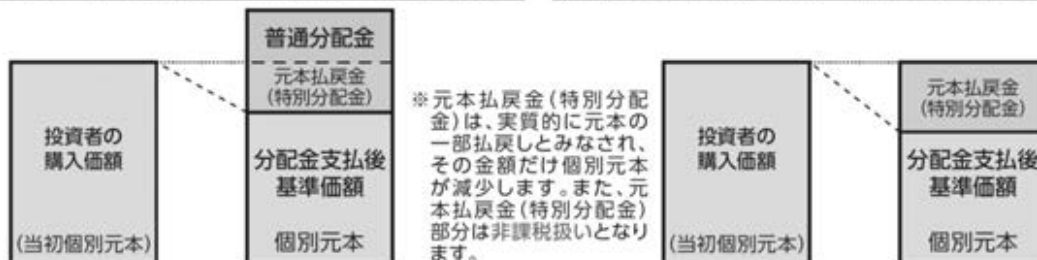 普通分配金
元本払戻金
(特別分配金)
投資者の
購入価額
(当初個別元本)
分配金支払後
基準価額
個別元本
※元本払戻金(特別分配
金)は、実質的に元本の
一部払戻しとみなされ、
その金額だけ個別元本
が減少します。また、元
本払戻金(特別分配金)
部分は非課税扱いとなり
ます。
投資者の
購入価額
(当初個別元本)
元本払戻金
(特別分配金)
分配金支払後
基準価額
個別元本